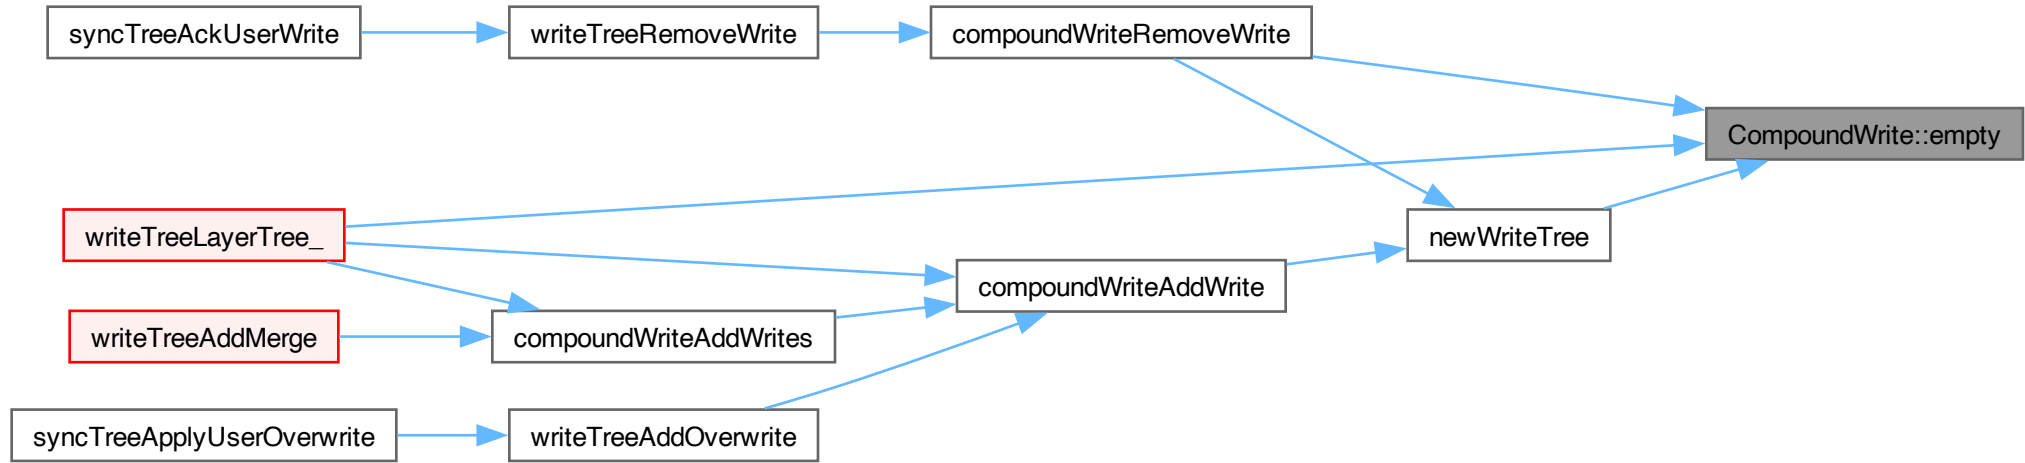 syncTreeAckUserWrite
writeTreeRemoveWrite
compoundWriteRemoveWrite
CompoundWrite::empty
writeTreeLayerTree_
newWriteTree
compoundWriteAddWrite
writeTreeAddMerge
compoundWriteAddWrites
syncTreeApplyUserOverwrite
writeTreeAddOverwrite